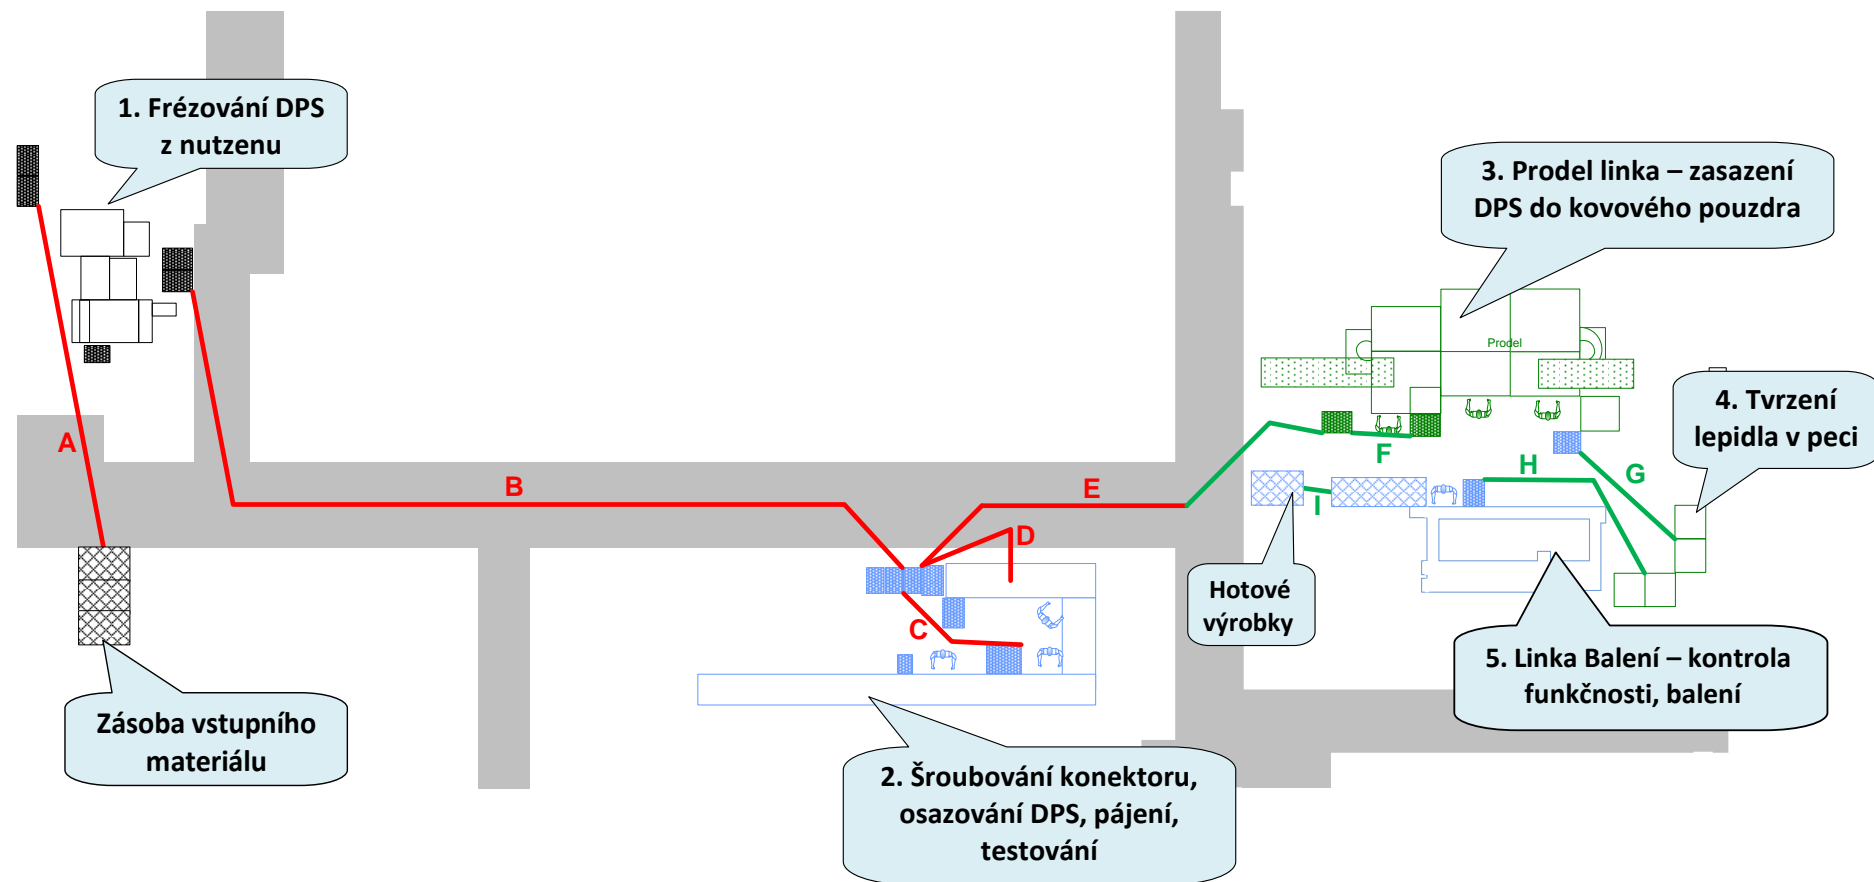 1. Frézování DPS
z nutzenu
3. Prodel linka – zasazení
DPS do kovového pouzdra
Prodel
4. Tvrzení
lepidla v peci
A
B
E
F
H
G
I
D
C
Hotové
výrobky
Zásoba vstupního
materiálu
5. Linka Balení – kontrola
funkčnosti, balení
2. Šroubování konektoru,
osazování DPS, pájení,
testování